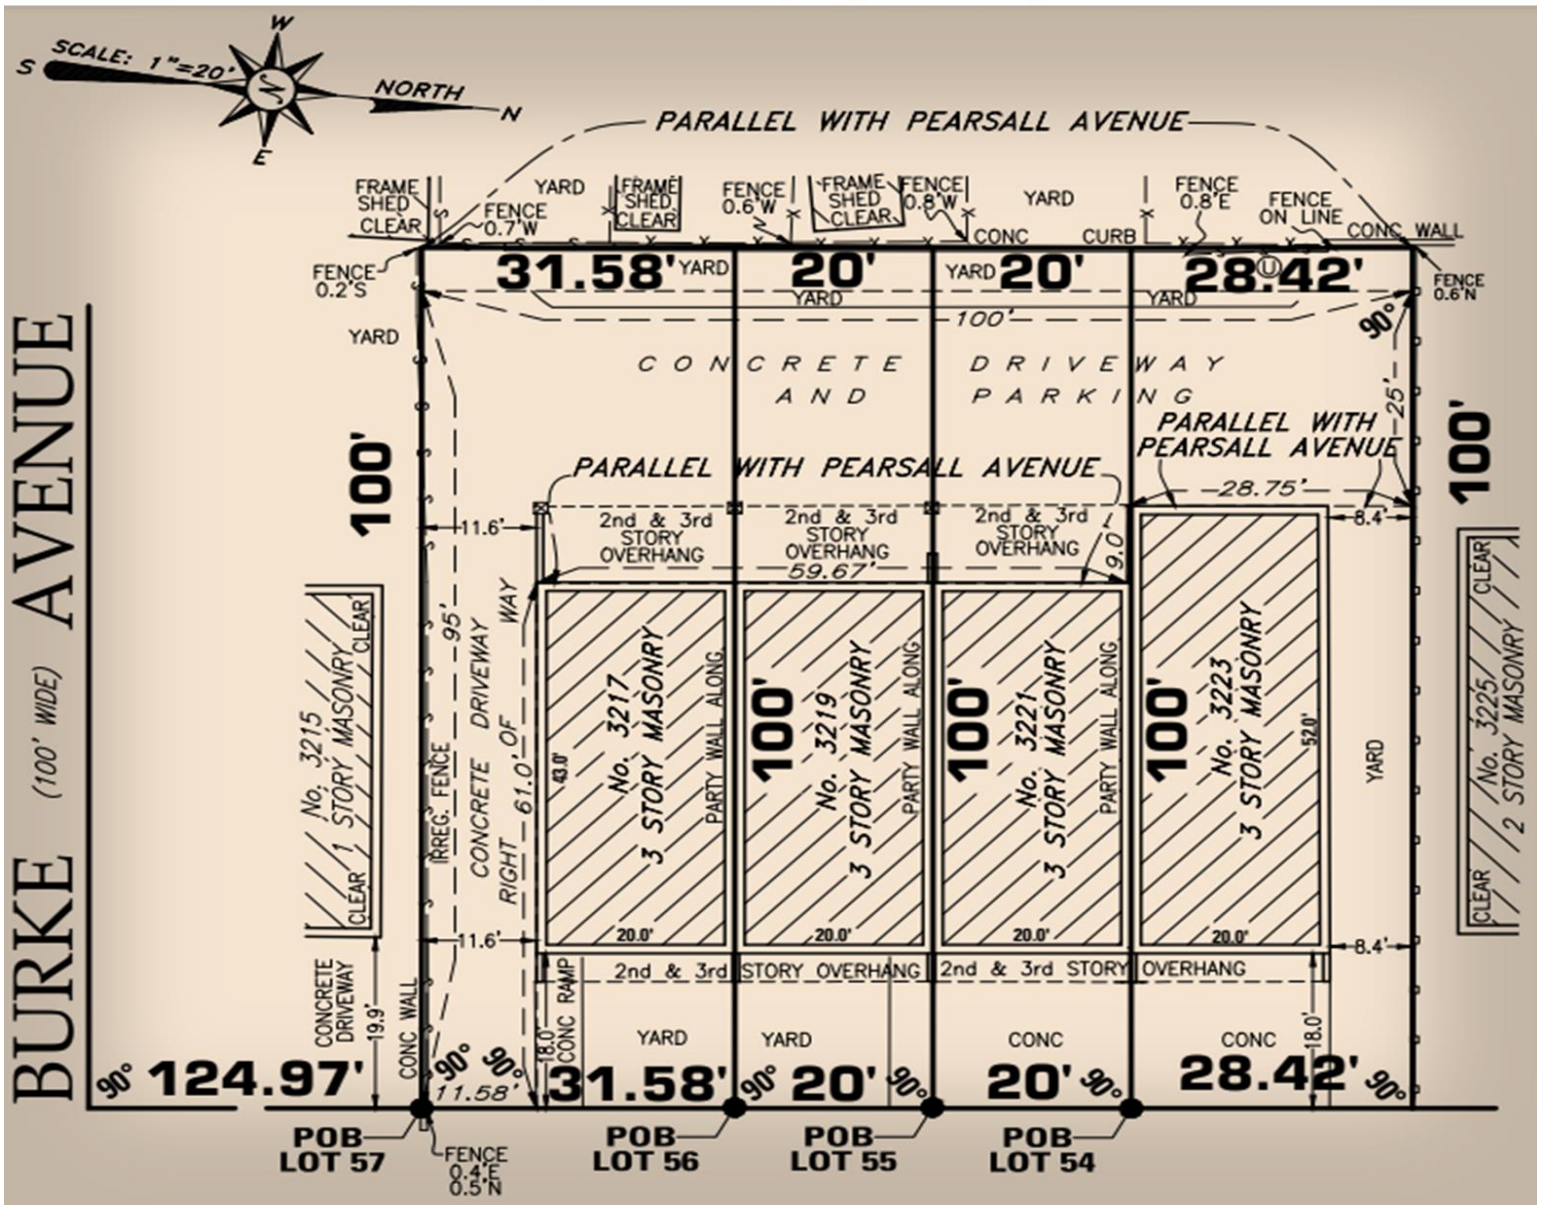 W
S
SCALE: 1"=20'
N
NORTH
N
E
PARALLEL WITH PEARSALL AVENUE
FRAME
SHED
CLEAR
YARD
FENCE
0.7'W
FRAME
SHED
CLEAR
FENCE
0.6'W
FRAME
SHED
CLEAR
FENCE
0.8'W
YARD
FENCE
0.8'E
FENCE
ON LINE
CONC CURB
CONC WALL
FENCE
0.2'S
31.58'
YARD
20'
YARD
20'
28.42'
U
FENCE
0.6'N
YARD
YARD
100'
90°
YARD
CONCRETE DRIVEWAY
AND PARKING
25'
PARALLEL WITH
PEARSALL AVENUE
PARALLEL WITH PEARSALL AVENUE
28.75'
100'
100'
11.6'
2nd & 3rd
STORY
OVERHANG
2nd & 3rd
STORY
OVERHANG
2nd & 3rd
STORY
OVERHANG
9.0'
8.4'
59.67'
BURKE AVENUE
(100' WIDE)
No. 3215
1 STORY MASONRY
CLEAR
CLEAR
95'
IRREG. FENCE
CONCRETE DRIVEWAY
RIGHT OF WAY
61.0'
43.0'
No. 3217
3 STORY MASONRY
PARTY WALL ALONG
20.0'
100'
No. 3219
3 STORY MASONRY
PARTY WALL ALONG
20.0'
100'
No. 3221
3 STORY MASONRY
PARTY WALL ALONG
20.0'
100'
No. 3223
3 STORY MASONRY
52.0'
20.0'
YARD
CLEAR
CLEAR
No. 3225
2 STORY MASONRY
11.6'
8.4'
2nd & 3rd STORY OVERHANG
2nd & 3rd STORY OVERHANG
CONCRETE
DRIVEWAY
19.9'
CONC WALL
18.0'
CONC RAMP
YARD
YARD
CONC
CONC
18.0'
90°
124.97'
90°
90°
11.58'
31.58'
90°
20'
90°
20'
90°
28.42'
90°
POB
LOT 57
POB
LOT 56
POB
LOT 55
POB
LOT 54
FENCE
0.4'E
0.5'N